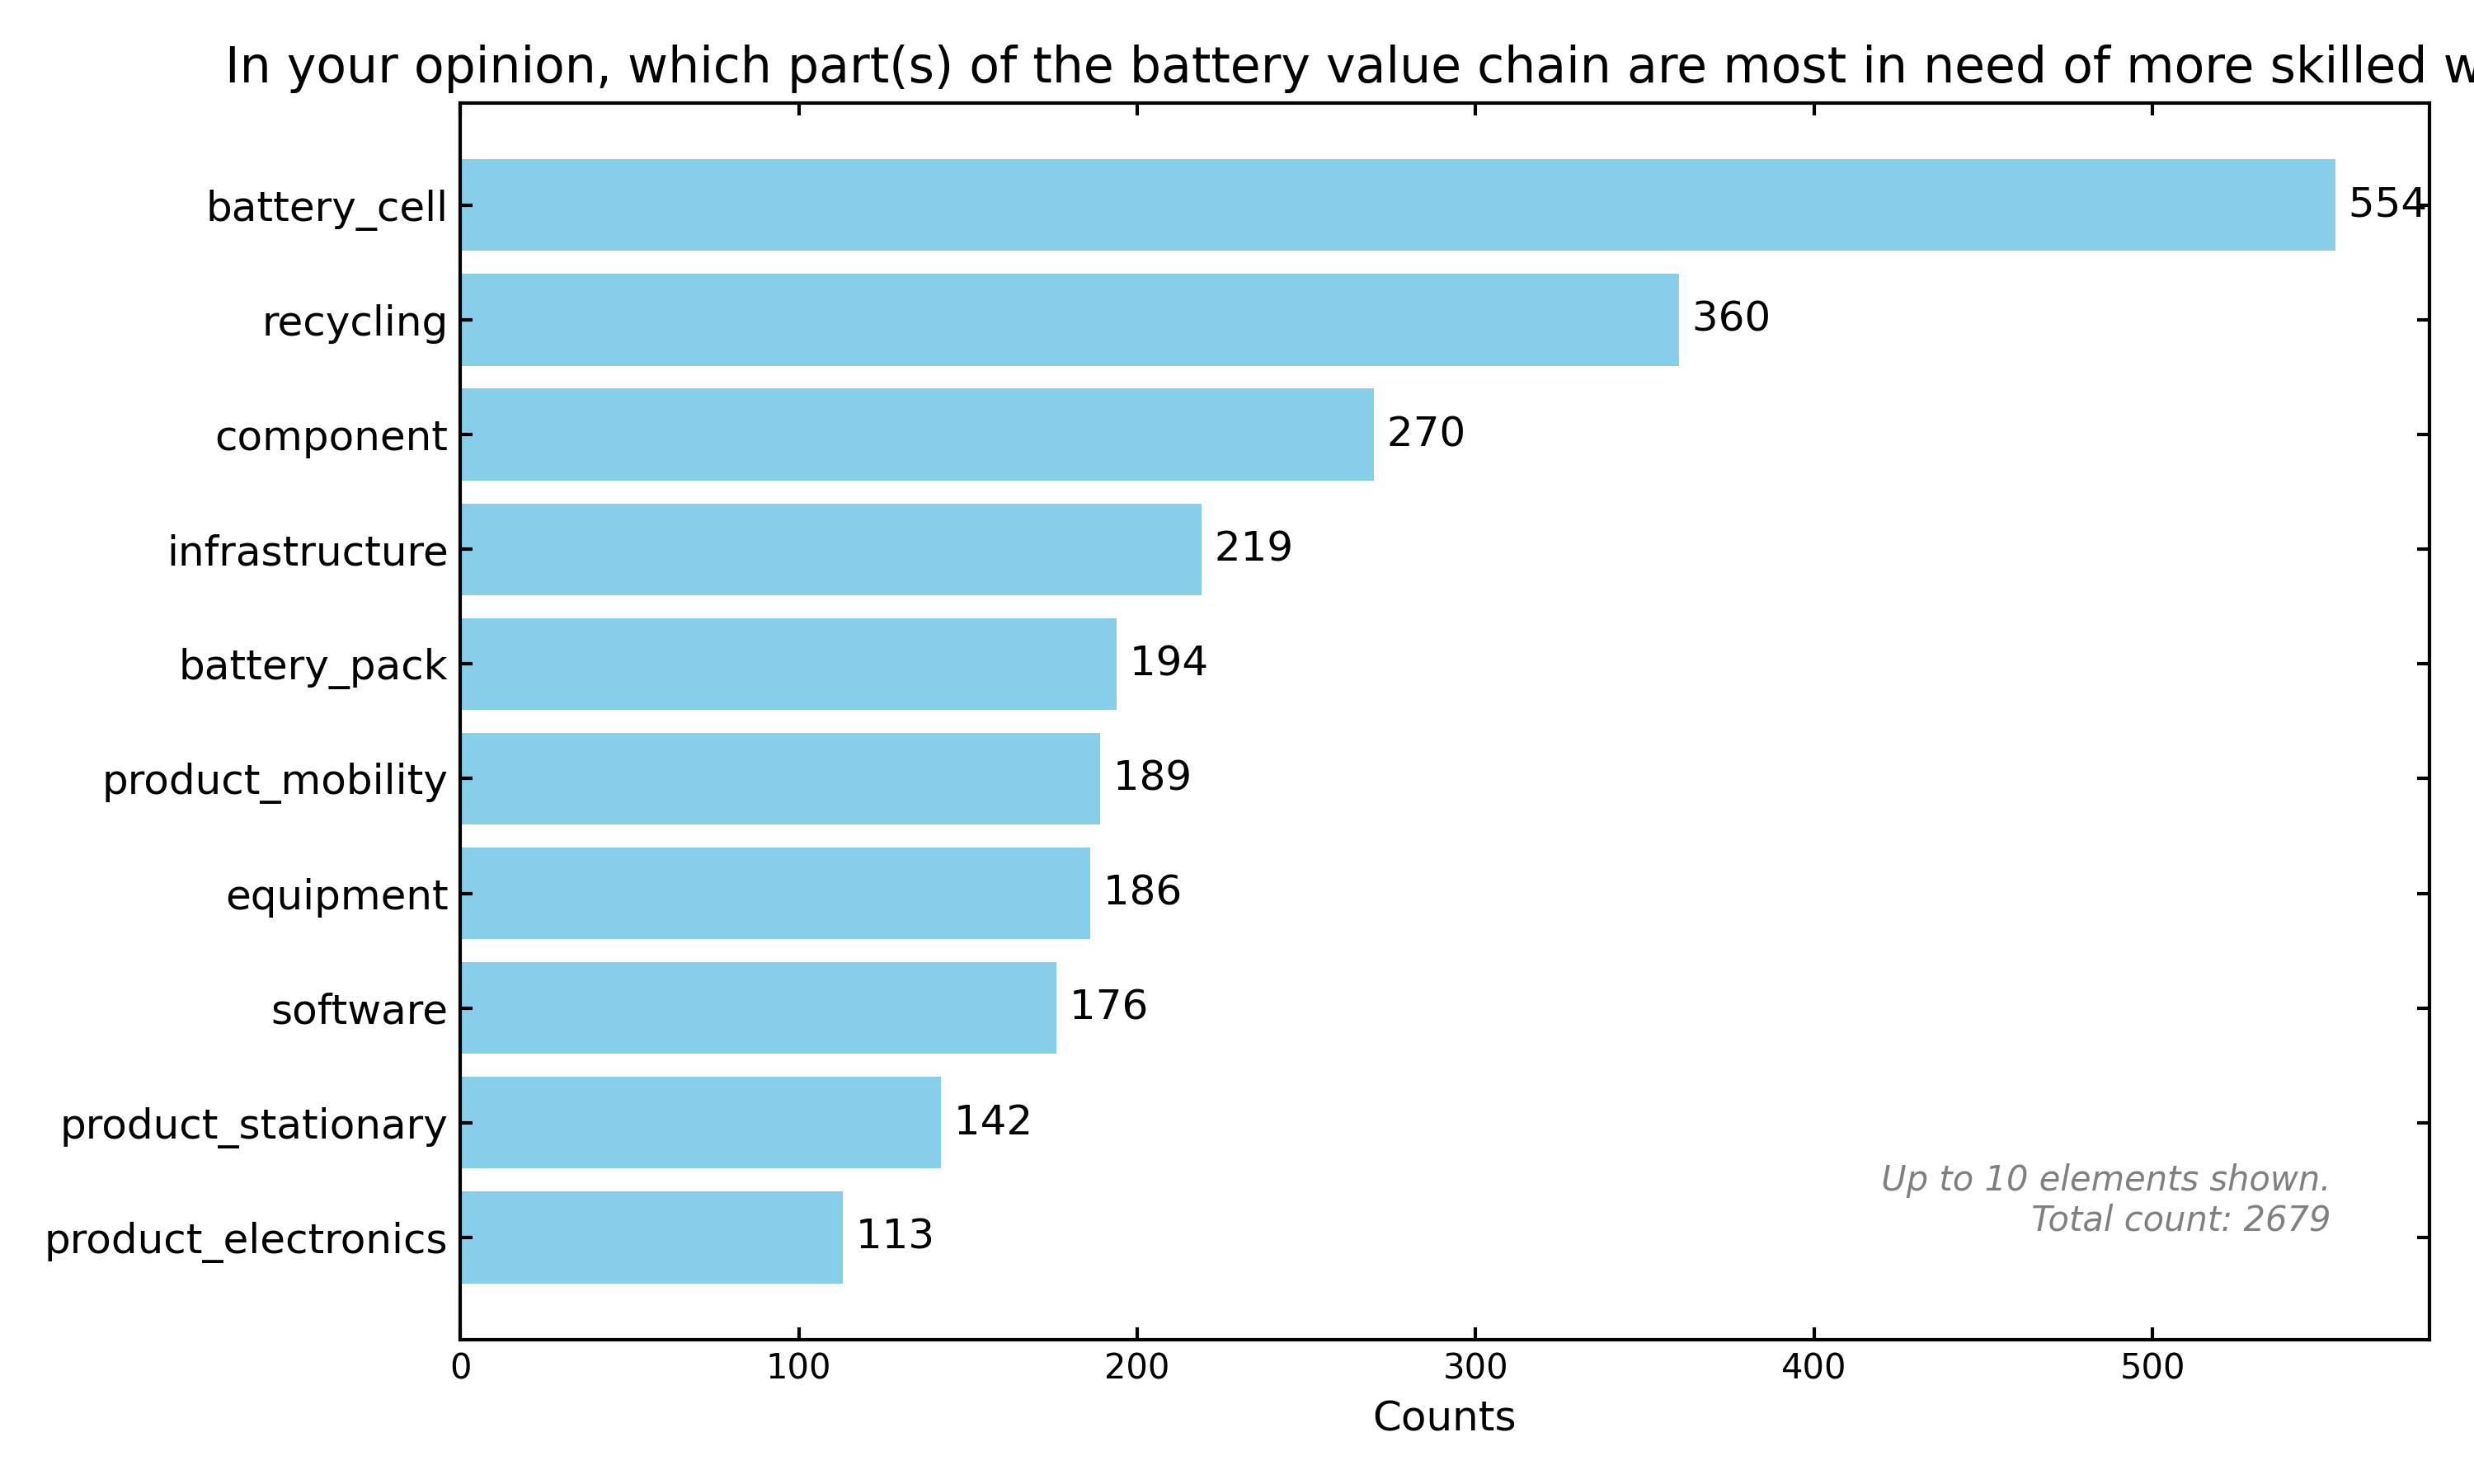 In your opinion, which part(s) of the battery value chain are most in need of more skilled
battery_cell 554
recycling 360
component 270
infrastructure 219
battery_pack 194
product_mobility 189
equipment 186
software 176
product_stationary 142
product_electronics 113
Up to 10 elements shown.
Total count: 2679
0 100 200 300 400 500
Counts